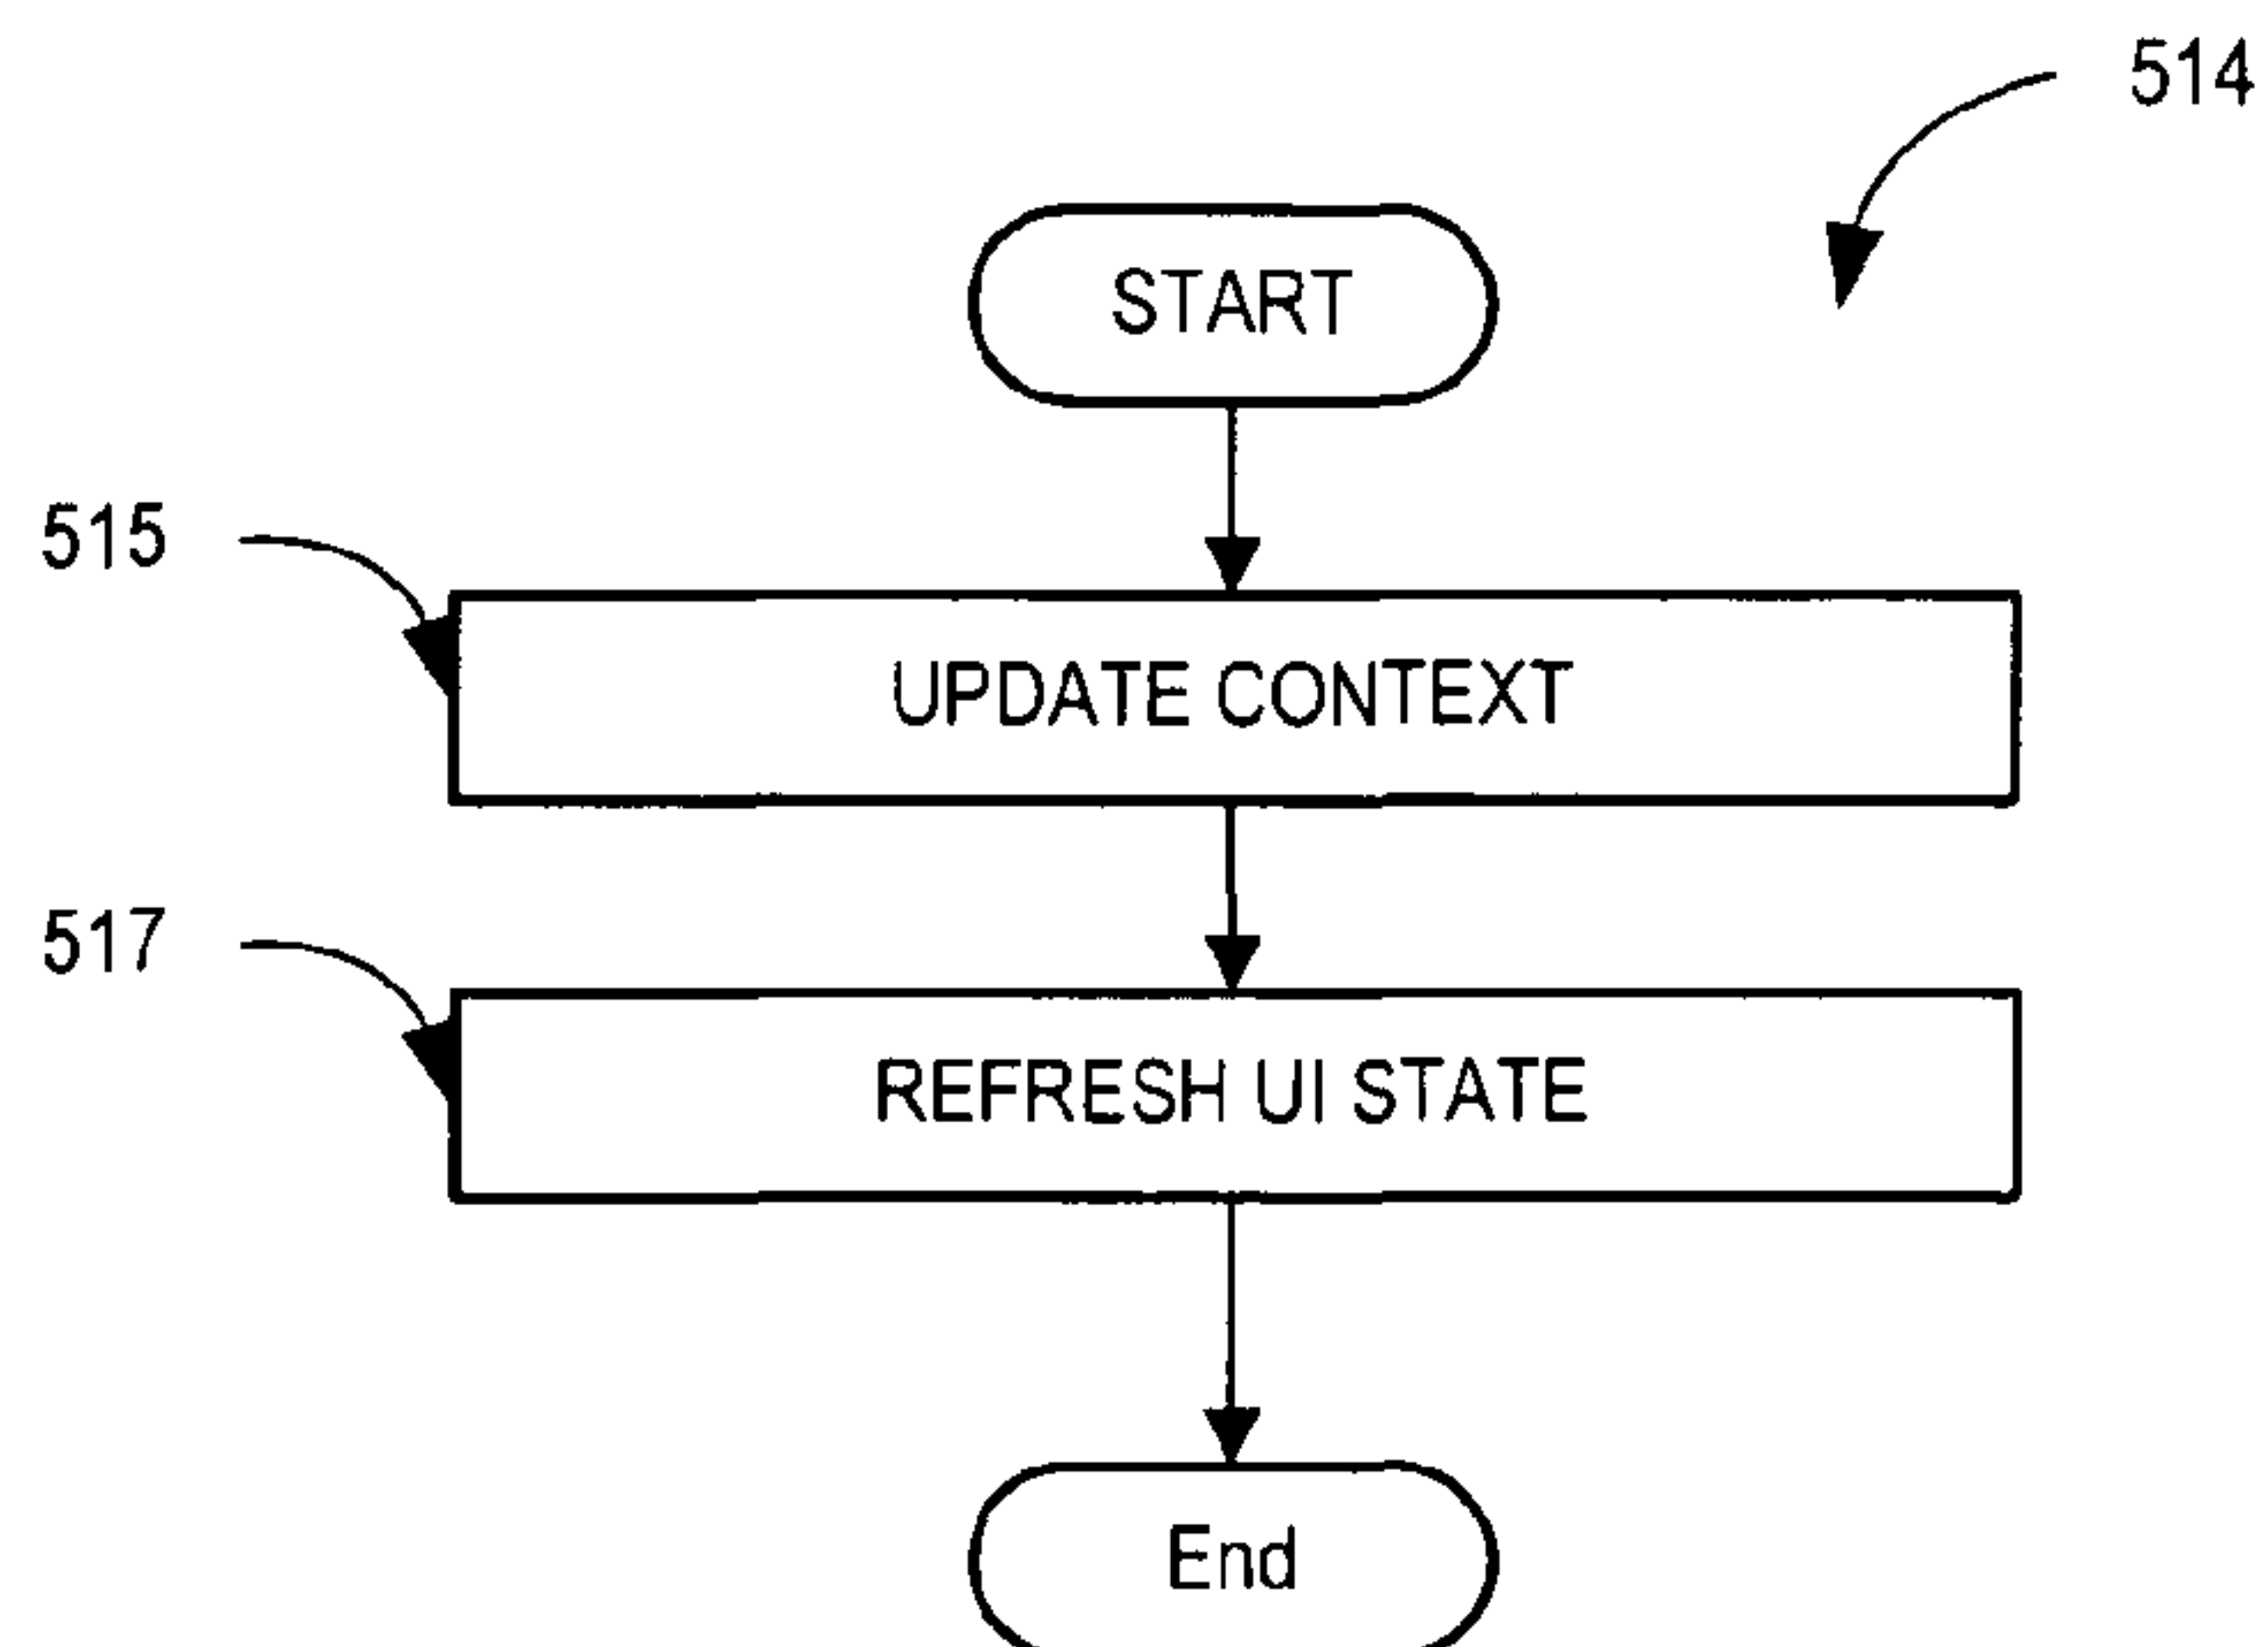 514
START
515
UPDATE CONTEXT
517
REFRESH UI STATE
End